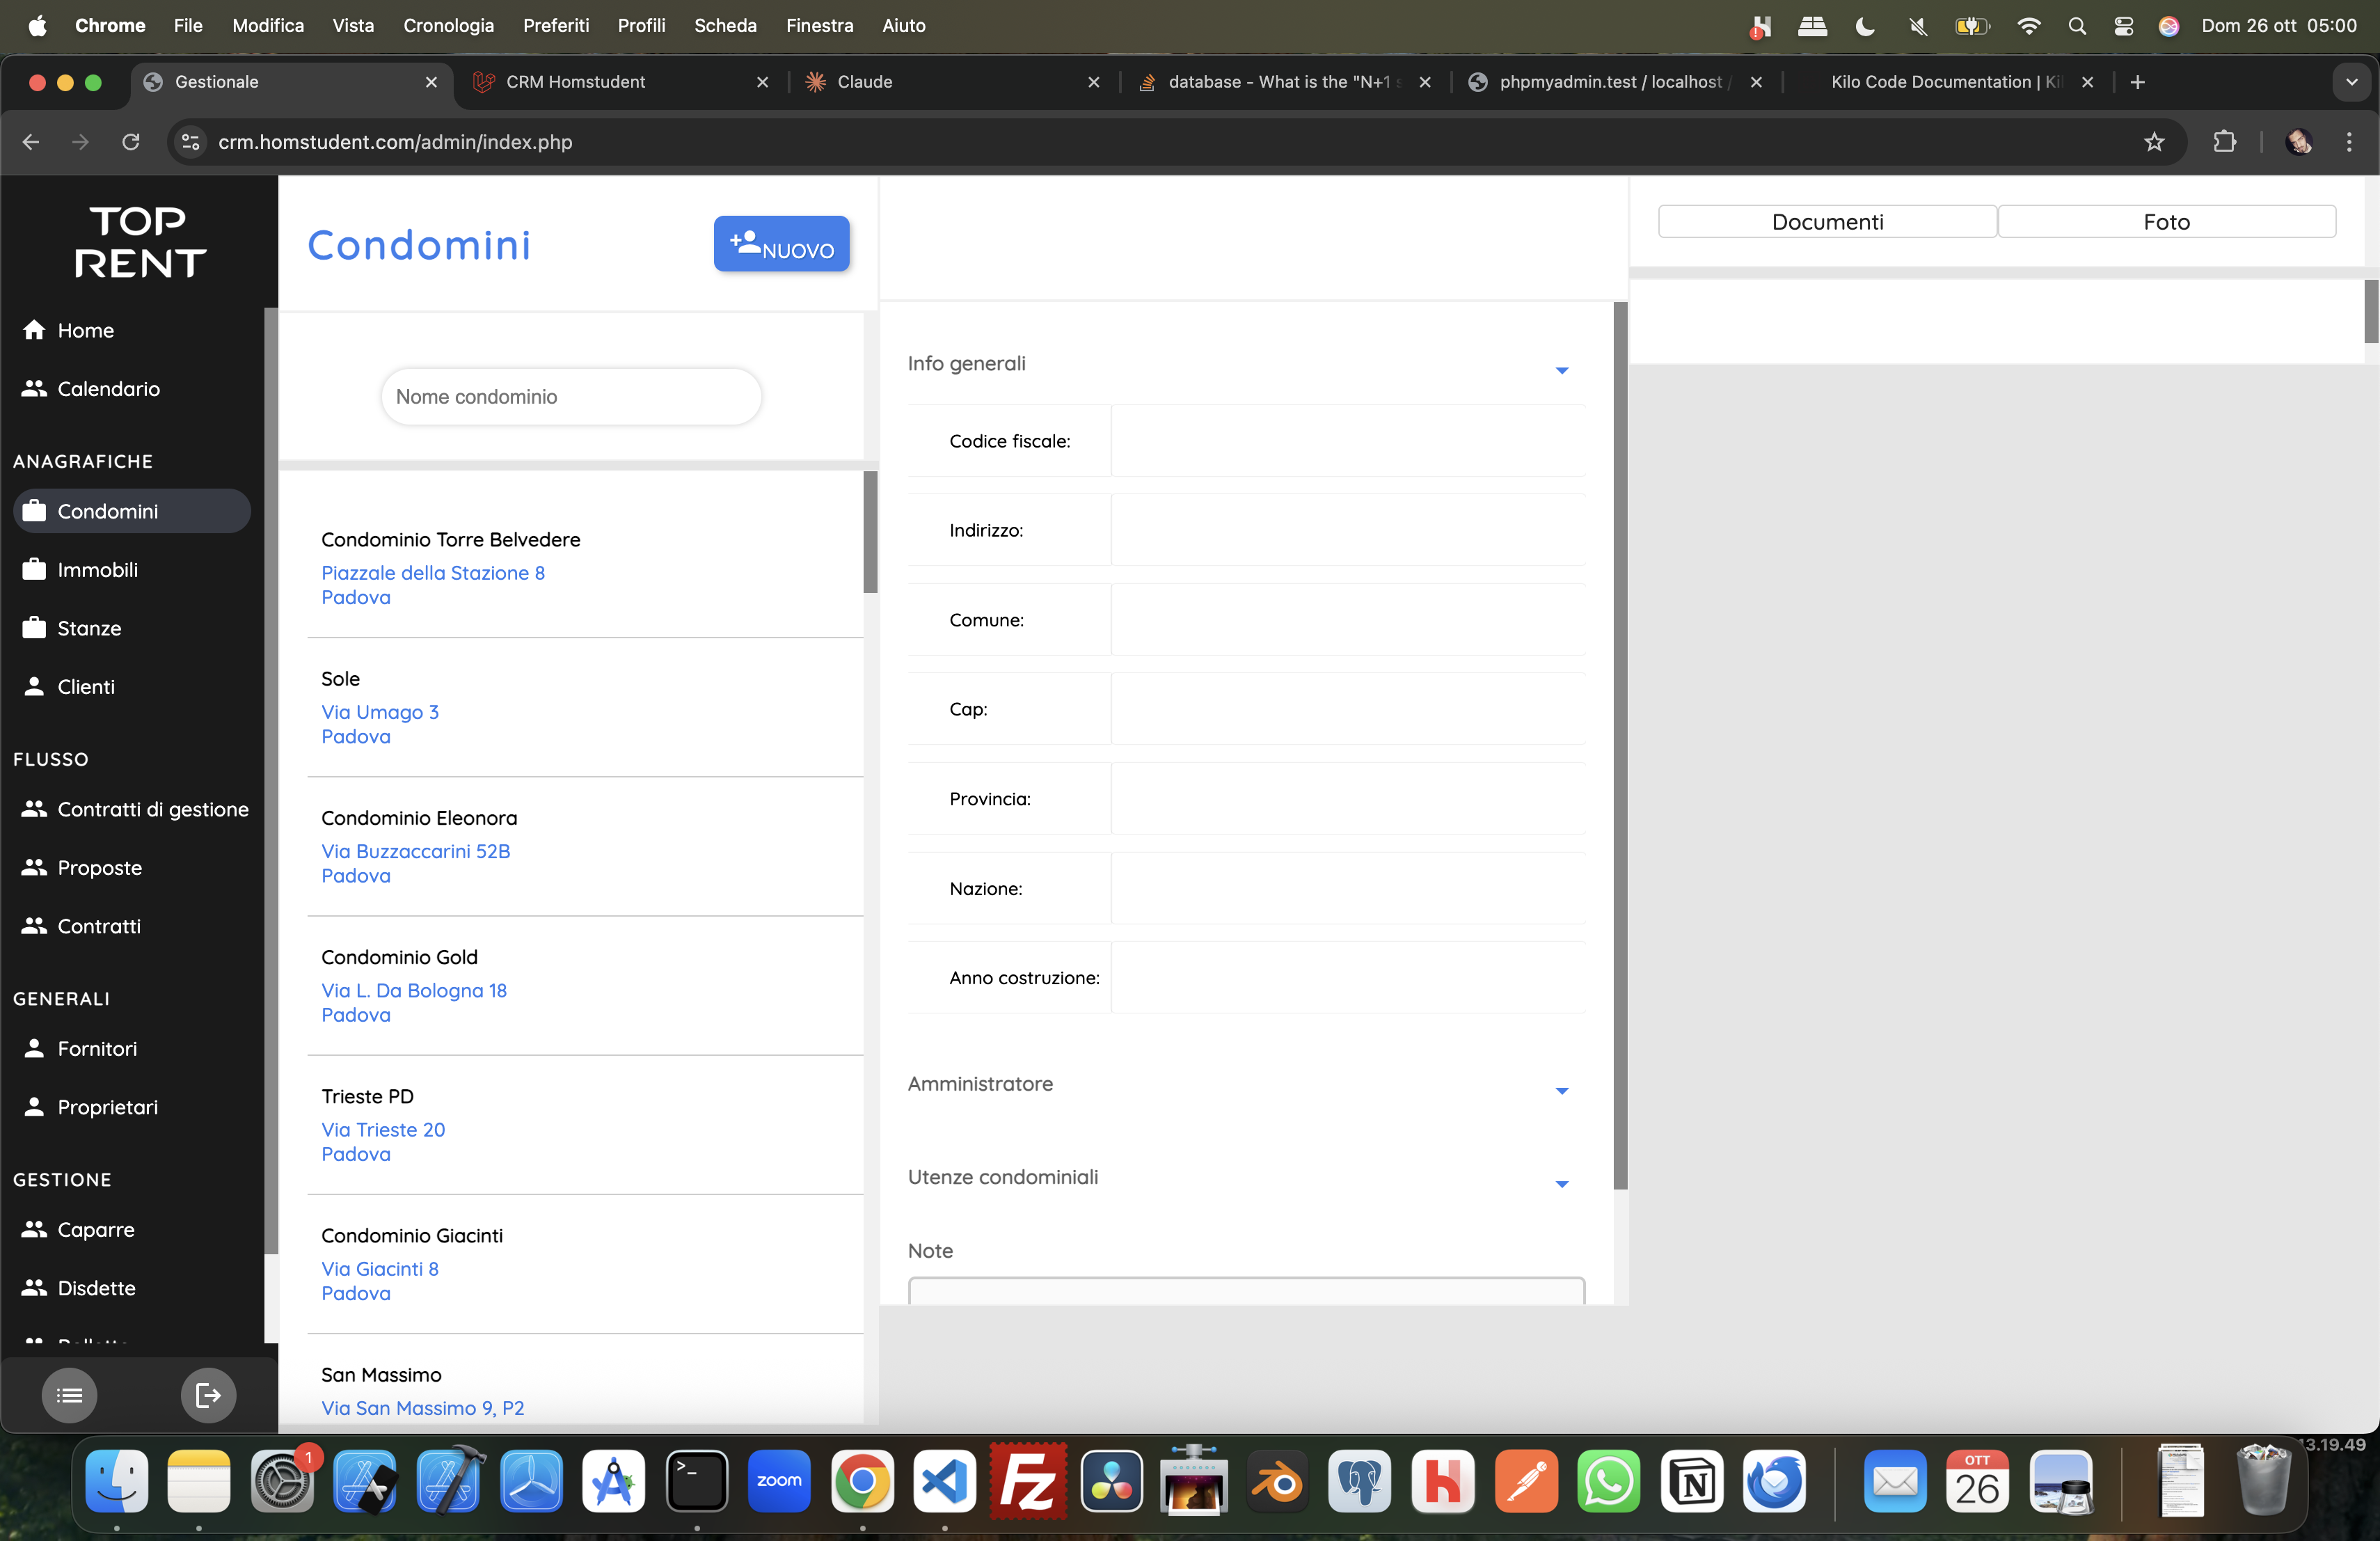 Chrome File Modifica Vista Cronologia Preferiti Profili Scheda Finestra Aiuto
Dom 26 ott 05:00
Gestionale
CRM Homstudent
Claude
database - What is the "N+1 s
phpmyadmin.test / localhost /
Kilo Code Documentation | Kil
crm.homstudent.com/admin/index.php
TOP
RENT
Home
Calendario
ANAGRAFICHE
Condomini
Immobili
Stanze
Clienti
FLUSSO
Contratti di gestione
Proposte
Contratti
GENERALI
Fornitori
Proprietari
GESTIONE
Caparre
Disdette
Condomini
NUOVO
Nome condominio
Condominio Torre Belvedere
Piazzale della Stazione 8
Padova
Sole
Via Umago 3
Padova
Condominio Eleonora
Via Buzzaccarini 52B
Padova
Condominio Gold
Via L. Da Bologna 18
Padova
Trieste PD
Via Trieste 20
Padova
Condominio Giacinti
Via Giacinti 8
Padova
San Massimo
Via San Massimo 9, P2
Info generali
Codice fiscale:
Indirizzo:
Comune:
Cap:
Provincia:
Nazione:
Anno costruzione:
Amministratore
Utenze condominiali
Note
Documenti
Foto
13.19.49
1
zoom
OTT
26